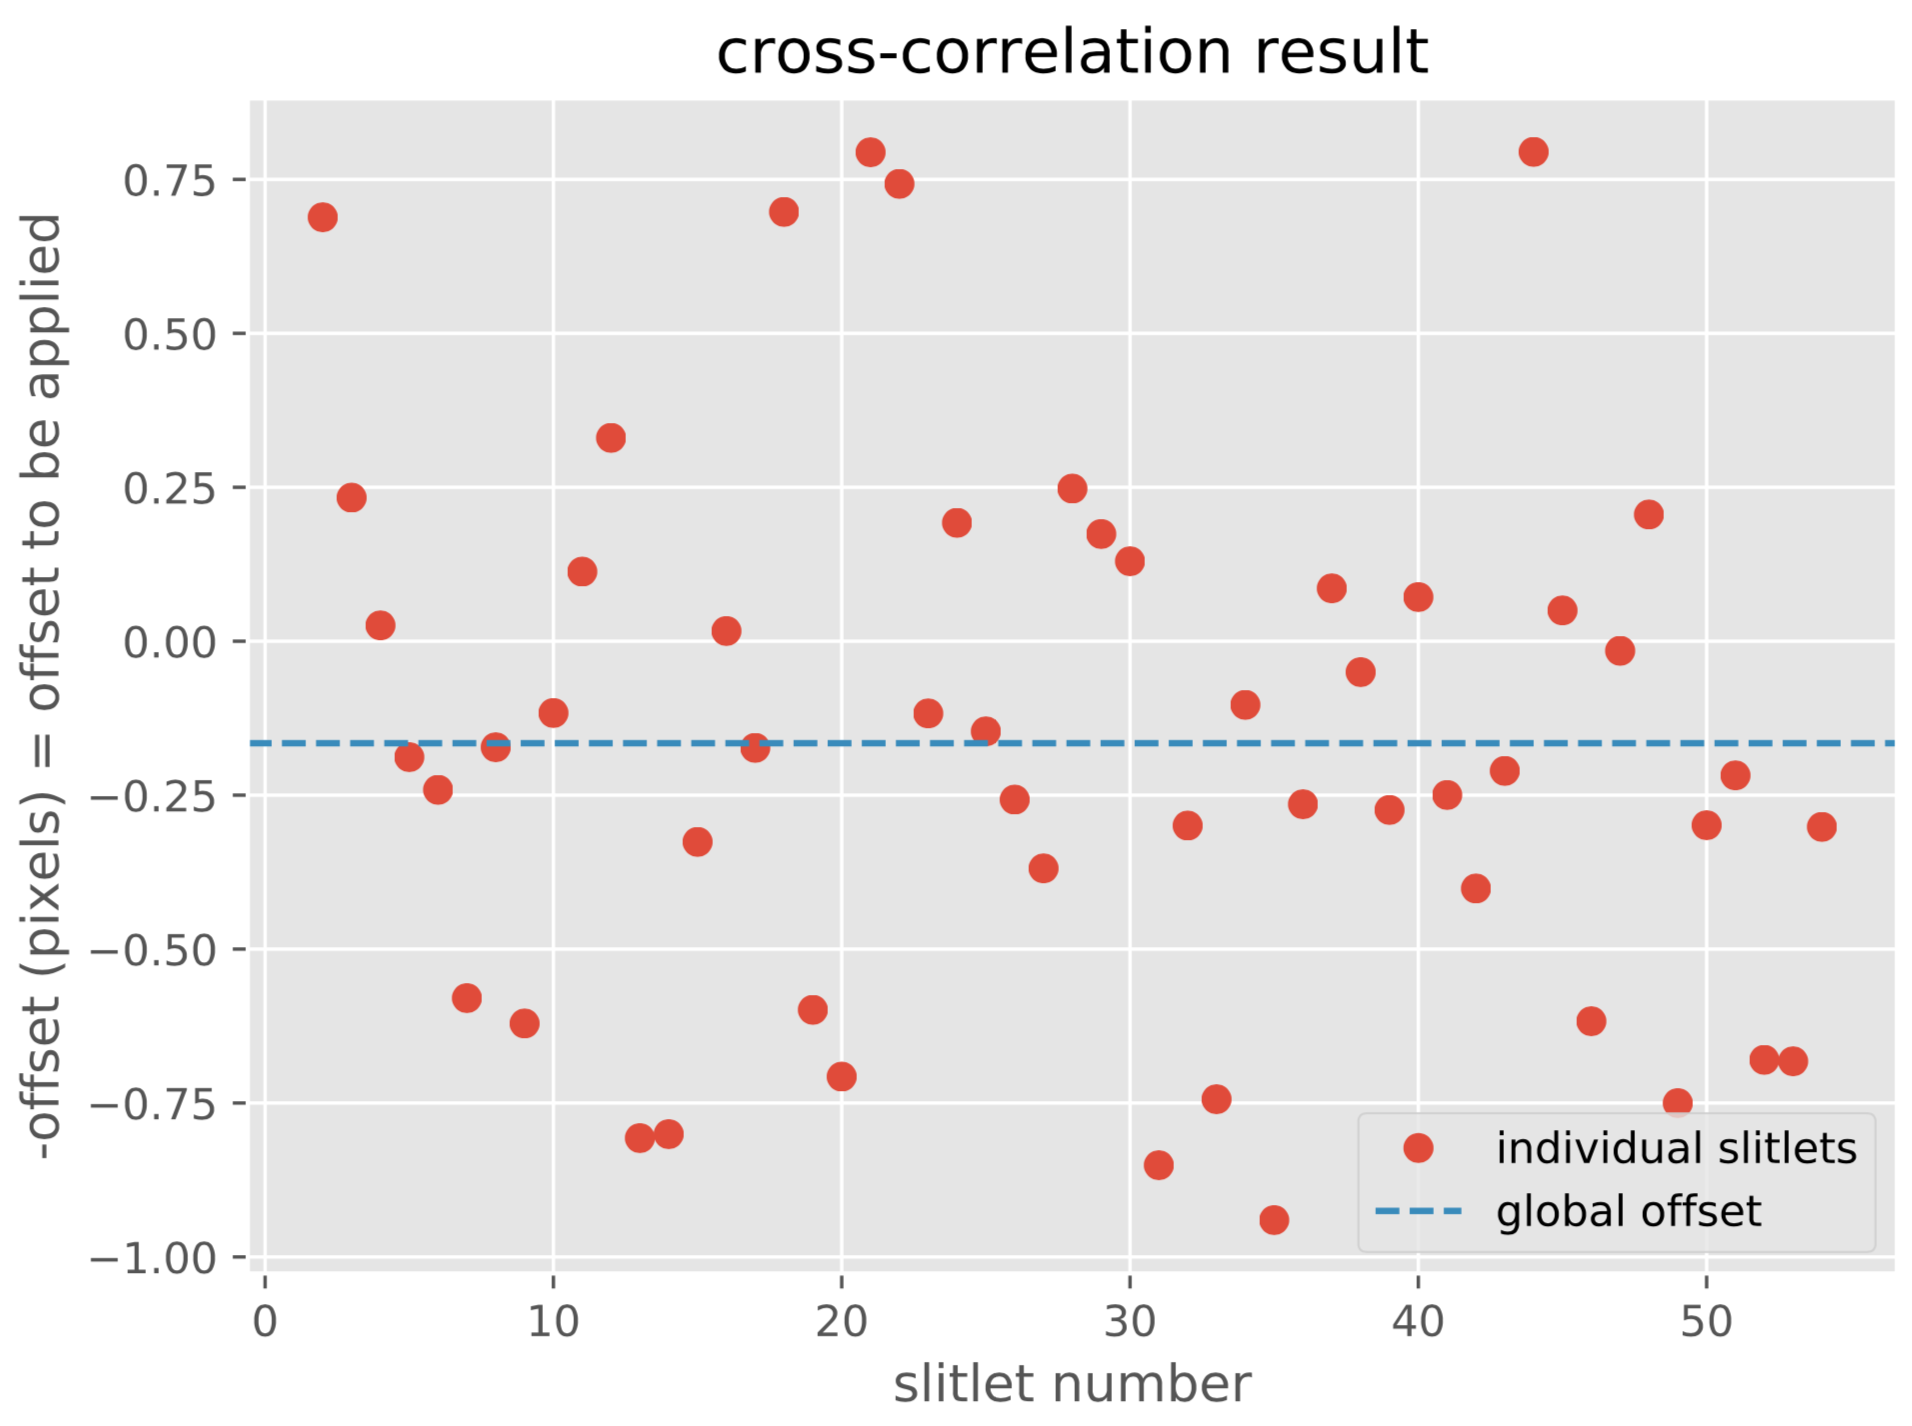 cross-correlation result
-offset (pixels) = offset to be applied
0.75
0.50
0.25
0.00
−0.25
−0.50
−0.75
−1.00
individual slitlets
global offset
0 10 20 30 40 50
slitlet number